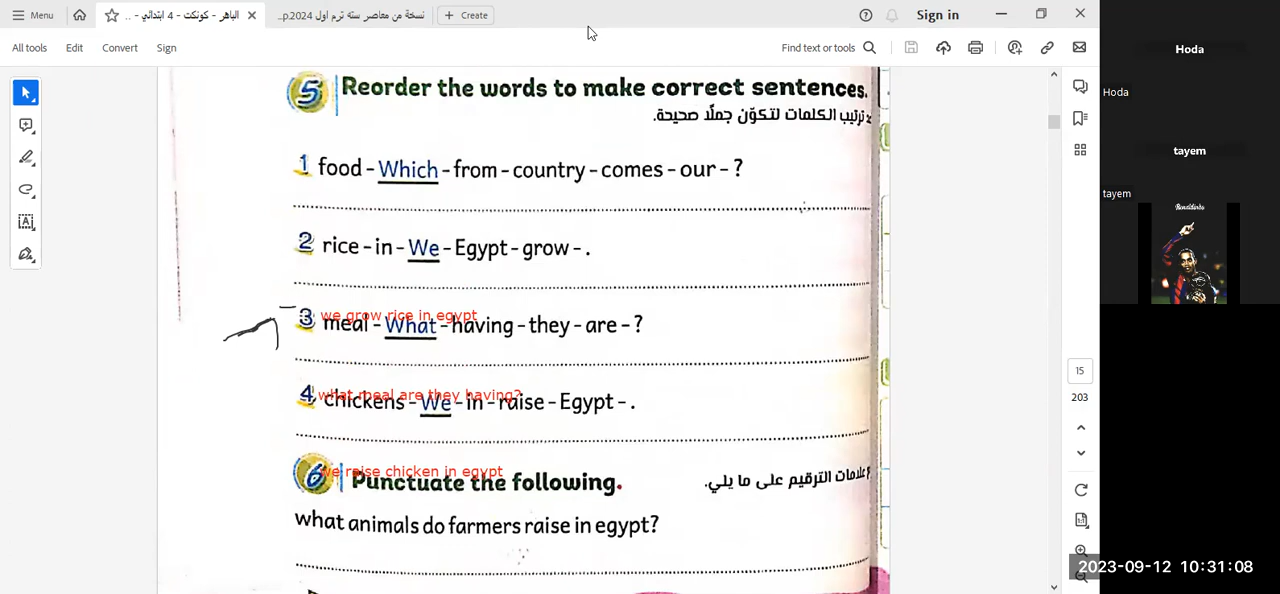 Menu
الباهر - كونكت - 4 ابتدائي - ..
نسخة من معاصر سته ترم اول 2024.p...
Create
Sign in
All tools Edit Convert Sign
Find text or tools
5 Reorder the words to make correct sentences.
ترتيب الكلمات لتكوّن جملًا صحيحة.
1 food - Which - from - country - comes - our - ?
2 rice - in - We - Egypt - grow - .
we grow rice in egypt
3 meal - What - having - they - are - ?
what meal are they having?
4 chickens - We - in - raise - Egypt - .
we raise chicken in egypt
6 Punctuate the following.
علامات الترقيم على ما يلي.
what animals do farmers raise in egypt?
15
203
Hoda
Hoda
tayem
tayem
Ronaldinho
2023-09-12 10:31:08